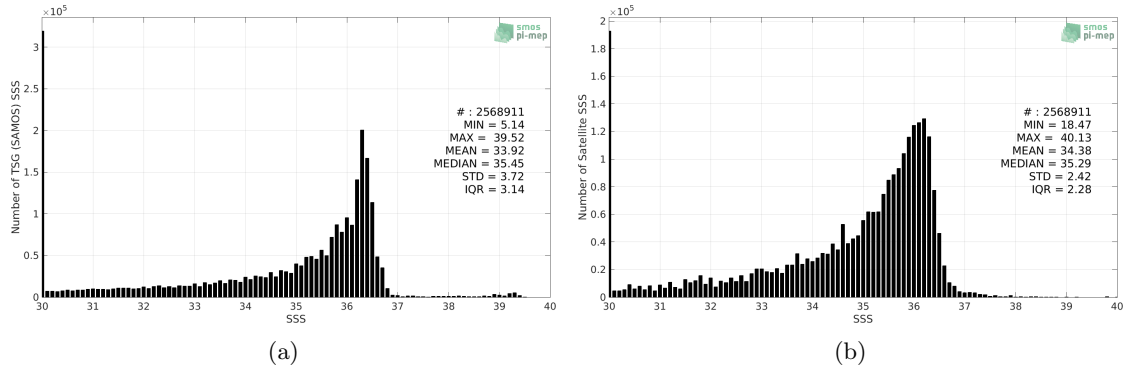 ×10^5
3
2.5
2
1.5
1
0.5
0
30 31 32 33 34 35 36 37 38 39 40
SSS
Number of TSG (SAMOS) SSS
smos
pi-mep
# : 2568911
MIN = 5.14
MAX = 39.52
MEAN = 33.92
MEDIAN = 35.45
STD = 3.72
IQR = 3.14
(a)
×10^5
2
1.8
1.6
1.4
1.2
1
0.8
0.6
0.4
0.2
0
30 31 32 33 34 35 36 37 38 39 40
SSS
Number of Satellite SSS
smos
pi-mep
# : 2568911
MIN = 18.47
MAX = 40.13
MEAN = 34.38
MEDIAN = 35.29
STD = 2.42
IQR = 2.28
(b)